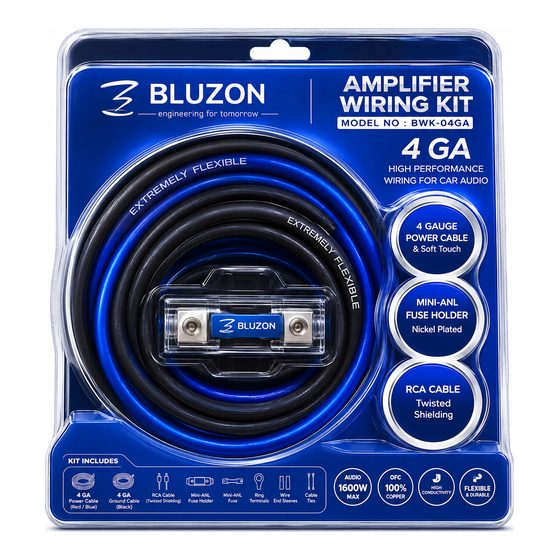 BLUZON
engineering for tomorrow
AMPLIFIER
WIRING KIT
MODEL NO : BWK-04GA
4 GA
HIGH PERFORMANCE
WIRING FOR CAR AUDIO
EXTREMELY FLEXIBLE
EXTREMELY FLEXIBLE
4 GAUGE
POWER CABLE
& Soft Touch
BLUZON
MINI-ANL
FUSE HOLDER
Nickel Plated
RCA CABLE
Twisted
Shielding
KIT INCLUDES
4 GA
Power Cable
(Red / Blue)
4 GA
Ground Cable
(Black)
RCA Cable
(Twisted Shielding)
Mini-ANL
Fuse Holder
Mini-ANL
Fuse
Ring
Terminals
Wire
End Sleeves
Cable
Ties
AUDIO
1600W
MAX
OFC
100%
COPPER
HIGH
CONDUCTIVITY
FLEXIBLE
& DURABLE